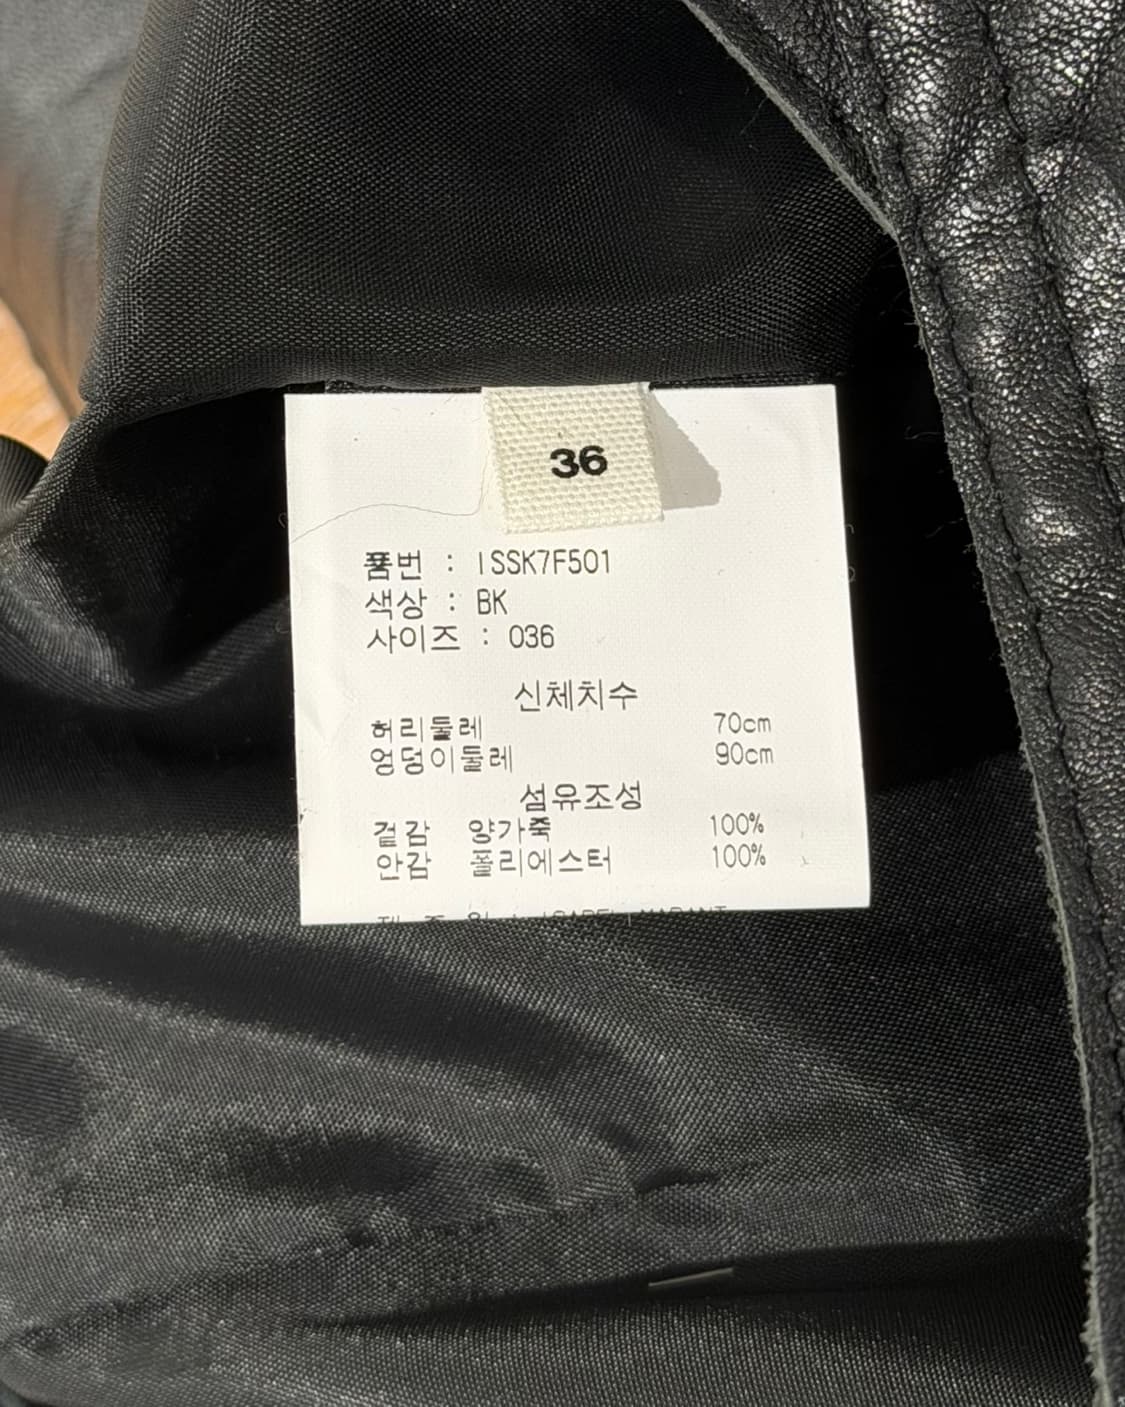 36
품번 : ISSK7F501
색상 : BK
사이즈 : 036
신체치수
허리둘레 70cm
엉덩이둘레 90cm
섬유조성
겉감 양가죽 100%
안감 폴리에스터 100%